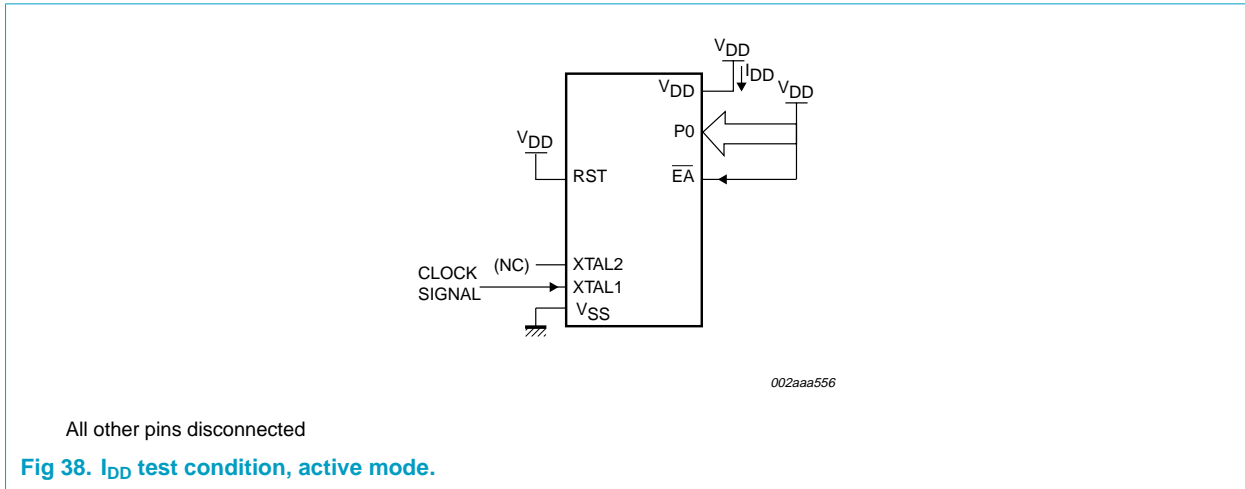 VDD
IDD
VDD
VDD
P0
VDD
RST
EA
(NC)
XTAL2
CLOCK
SIGNAL
XTAL1
VSS
002aaa556
All other pins disconnected
Fig 38. IDD test condition, active mode.